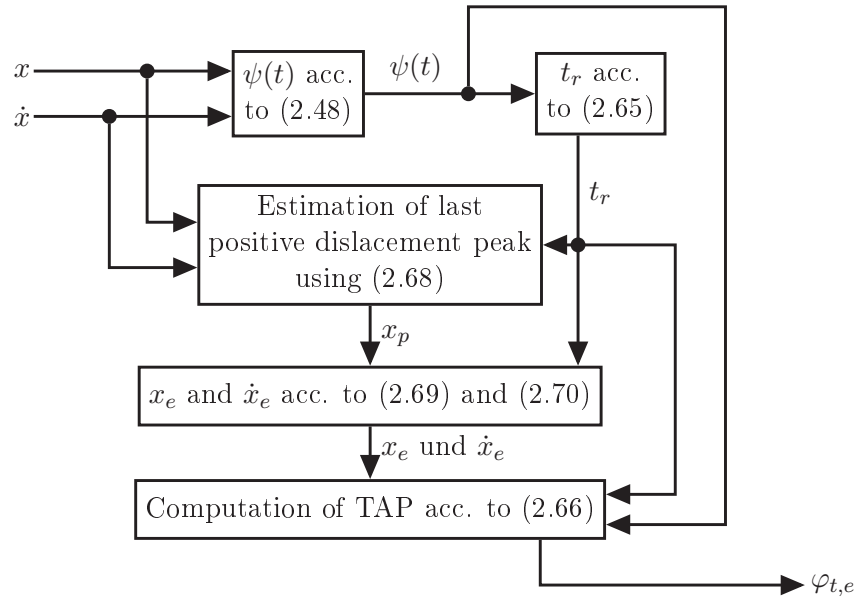 x
ẋ
ψ(t) acc.
to (2.48)
ψ(t)
t_r acc.
to (2.65)
t_r
Estimation of last
positive dislacement peak
using (2.68)
x_p
x_e and ẋ_e acc. to (2.69) and (2.70)
x_e und ẋ_e
Computation of TAP acc. to (2.66)
φ_{t,e}